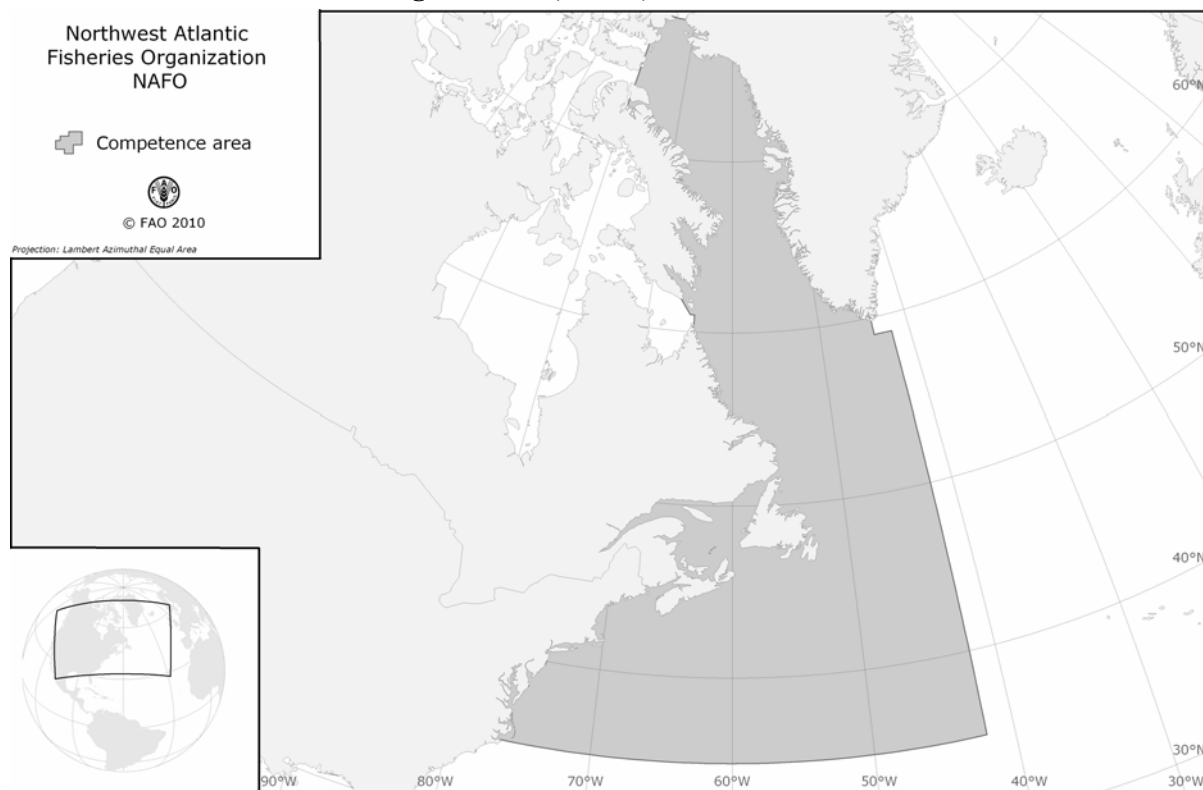 Northwest Atlantic
Fisheries Organization
NAFO
Competence area
F A O
© FAO 2010
Projection: Lambert Azimuthal Equal Area
60°N
50°N
40°N
30°N
90°W
80°W
70°W
60°W
50°W
40°W
30°W